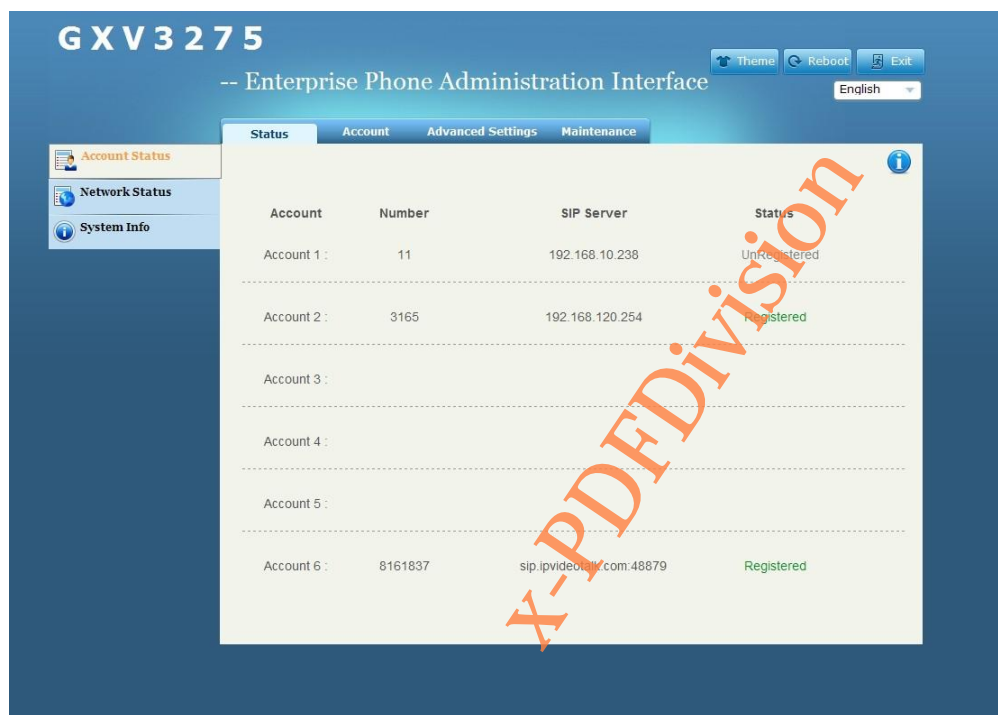 GXV3275
-- Enterprise Phone Administration Interface
Theme Reboot Exit
English
Status Account Advanced Settings Maintenance
Account Status
Network Status
System Info
Account Number SIP Server Status
Account 1 : 11 192.168.10.238 UnRegistered
Account 2 : 3165 192.168.120.254 Registered
Account 3 :
Account 4 :
Account 5 :
Account 6 : 8161837 sip.ipvideotalk.com:48879 Registered
x-PDFDivision